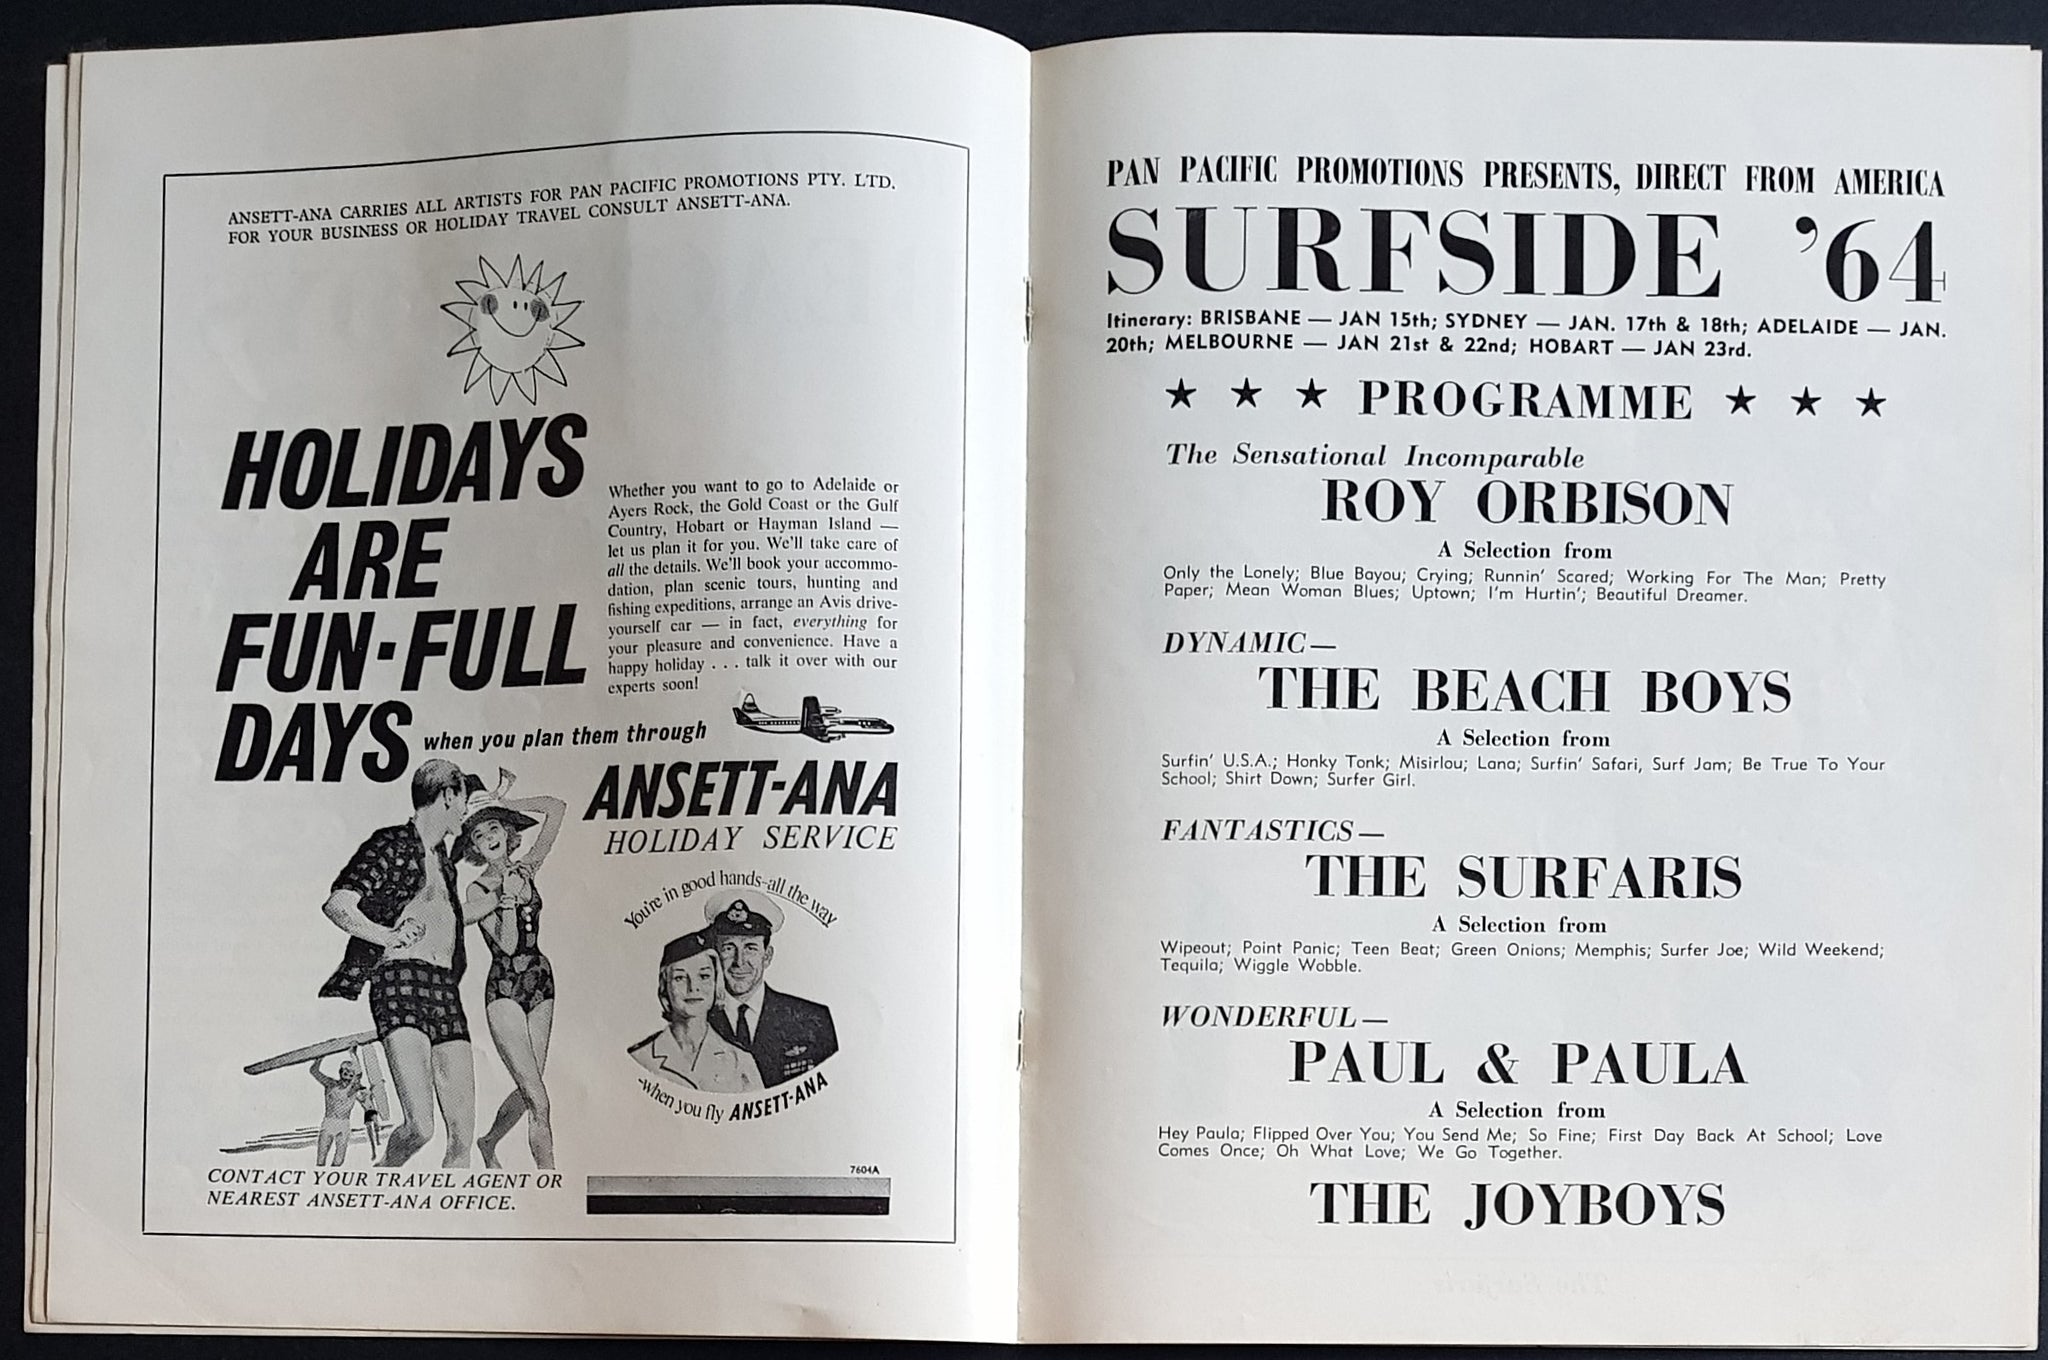 ANSETT-ANA CARRIES ALL ARTISTS FOR PAN PACIFIC PROMOTIONS PTY. LTD.
FOR YOUR BUSINESS OR HOLIDAY TRAVEL CONSULT ANSETT-ANA.
HOLIDAYS
ARE
FUN-FULL
DAYS
Whether you want to go to Adelaide or
Ayers Rock, the Gold Coast or the Gulf
Country, Hobart or Hayman Island —
let us plan it for you. We'll take care of
all the details. We'll book your accommo-
dation, plan scenic tours, hunting and
fishing expeditions, arrange an Avis drive-
yourself car — in fact, everything for
your pleasure and convenience. Have a
happy holiday . . . talk it over with our
experts soon!
when you plan them through
ANSETT-ANA
HOLIDAY SERVICE
You're in good hands-all the way
-when you fly ANSETT-ANA
7604A
CONTACT YOUR TRAVEL AGENT OR
NEAREST ANSETT-ANA OFFICE.
PAN PACIFIC PROMOTIONS PRESENTS, DIRECT FROM AMERICA
SURFSIDE '64
Itinerary: BRISBANE — JAN 15th; SYDNEY — JAN. 17th & 18th; ADELAIDE — JAN.
20th; MELBOURNE — JAN 21st & 22nd; HOBART — JAN 23rd.
★ ★ ★ PROGRAMME ★ ★ ★
The Sensational Incomparable
ROY ORBISON
A Selection from
Only the Lonely; Blue Bayou; Crying; Runnin' Scared; Working For The Man; Pretty
Paper; Mean Woman Blues; Uptown; I'm Hurtin'; Beautiful Dreamer.
DYNAMIC—
THE BEACH BOYS
A Selection from
Surfin' U.S.A.; Honky Tonk; Misirlou; Lana; Surfin' Safari, Surf Jam; Be True To Your
School; Shirt Down; Surfer Girl.
FANTASTICS—
THE SURFARIS
A Selection from
Wipeout; Point Panic; Teen Beat; Green Onions; Memphis; Surfer Joe; Wild Weekend;
Tequila; Wiggle Wobble.
WONDERFUL—
PAUL & PAULA
A Selection from
Hey Paula; Flipped Over You; You Send Me; So Fine; First Day Back At School; Love
Comes Once; Oh What Love; We Go Together.
THE JOYBOYS